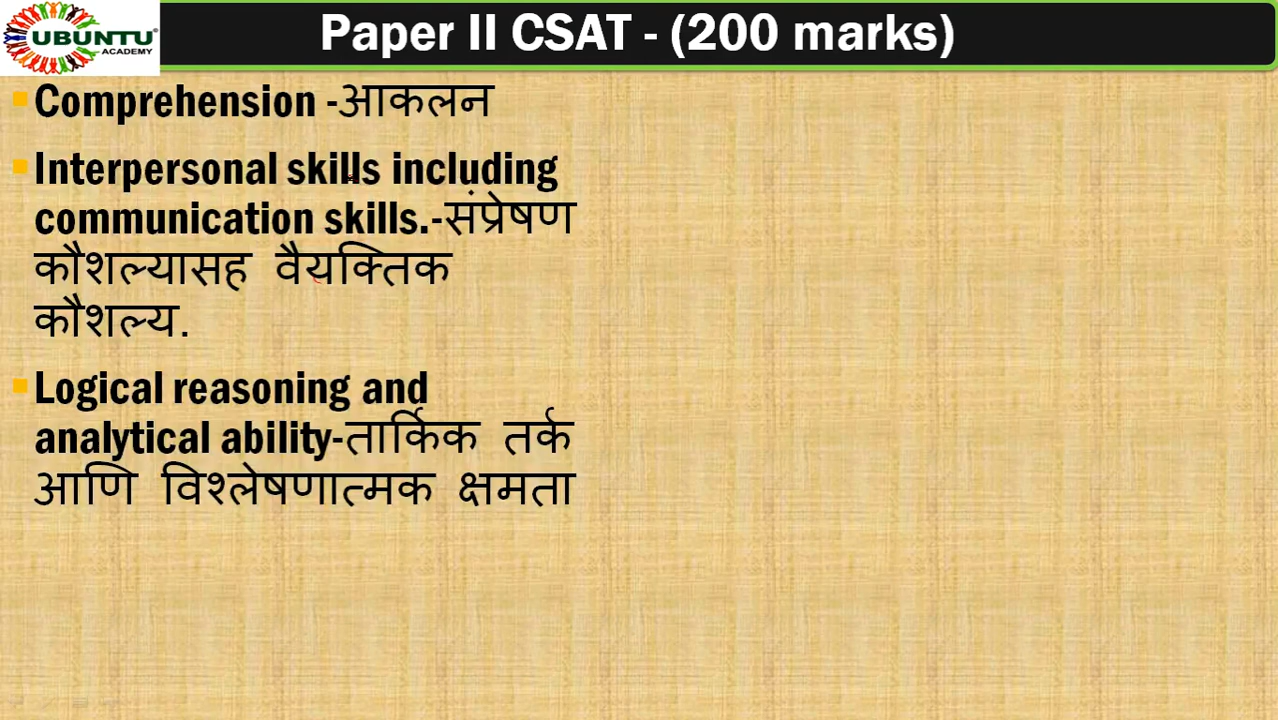 UBUNTU
ACADEMY
Paper II CSAT - (200 marks)
Comprehension -आकलन
Interpersonal skills including
communication skills.-संप्रेषण
कौशल्यासह वैयक्तिक
कौशल्य.
Logical reasoning and
analytical ability-तार्किक तर्क
आणि विश्लेषणात्मक क्षमता